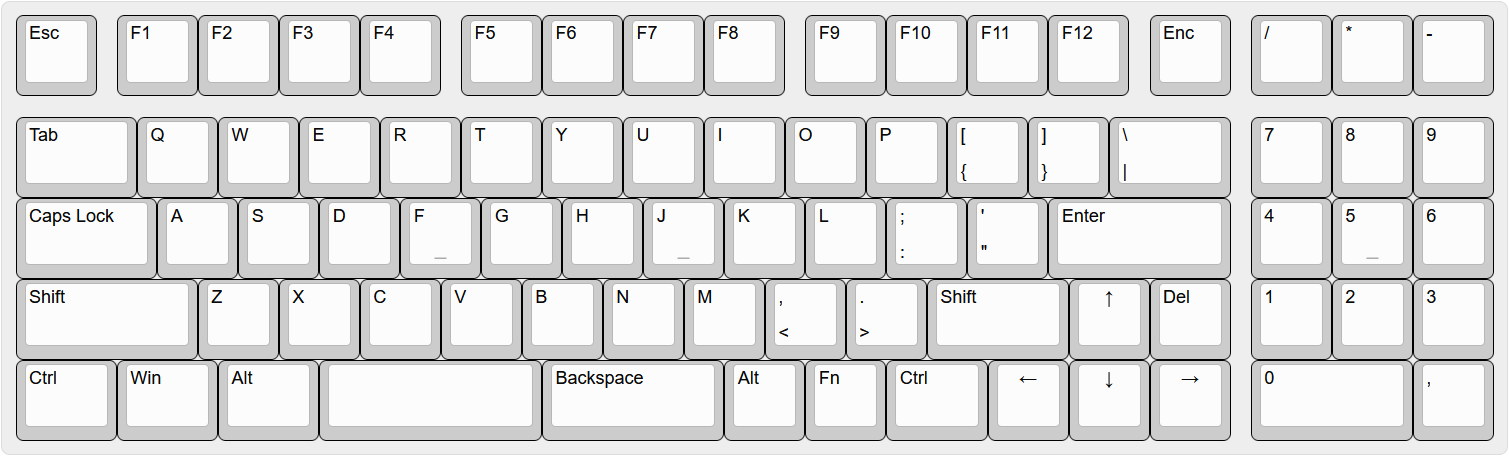 Esc F1 F2 F3 F4 F5 F6 F7 F8 F9 F10 F11 F12 Enc / * -
Tab Q W E R T Y U I O P [ ] \ 7 8 9
{ } |
Caps Lock A S D F G H J K L ; ' Enter 4 5 6
_ _ : " _
Shift Z X C V B N M , . Shift ↑ Del 1 2 3
< >
Ctrl Win Alt Backspace Alt Fn Ctrl ← ↓ → 0 ,